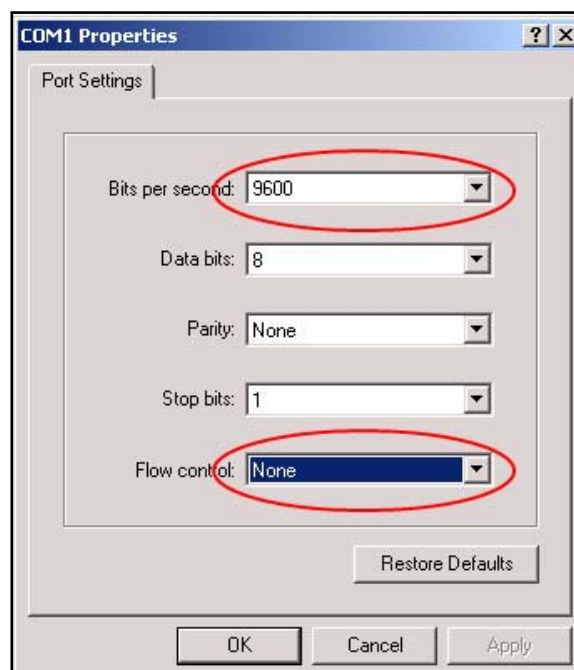 COM1 Properties
Port Settings
Bits per second: 9600
Data bits: 8
Parity: None
Stop bits: 1
Flow control: None
Restore Defaults
OK Cancel Apply